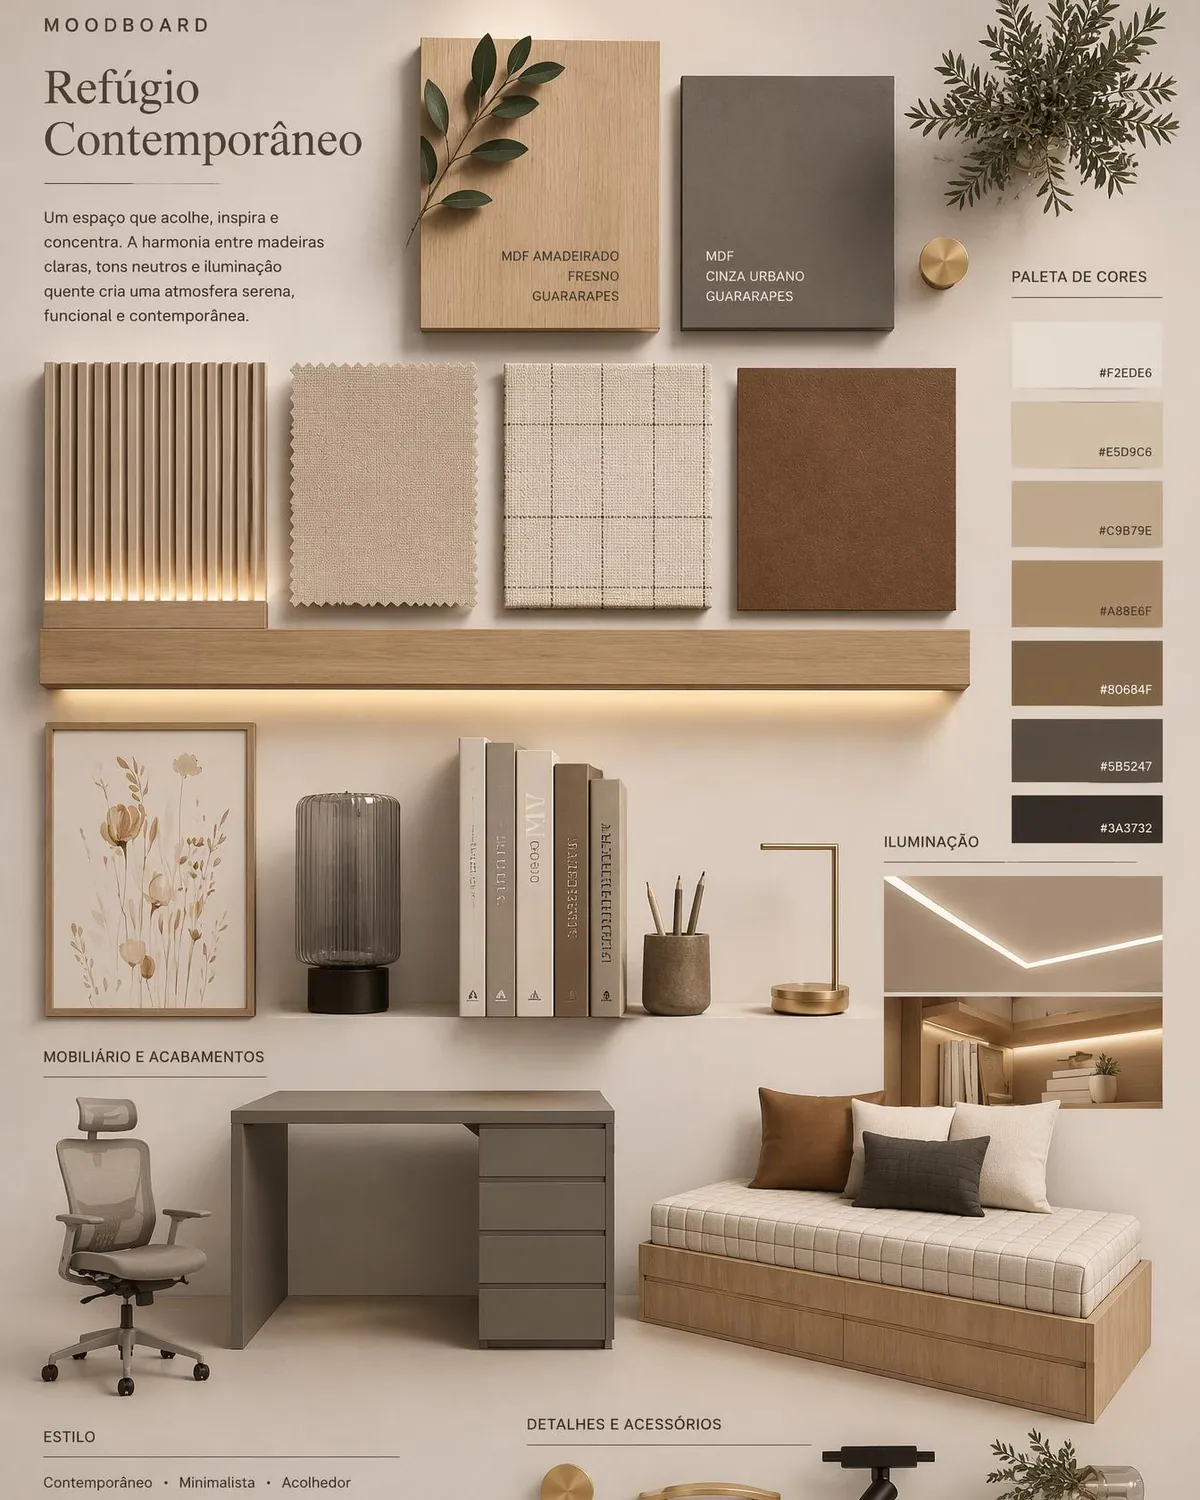 MOODBOARD
Refúgio
Contemporâneo
Um espaço que acolhe, inspira e
concentra. A harmonia entre madeiras
claras, tons neutros e iluminação
quente cria uma atmosfera serena,
funcional e contemporânea.
MDF AMADEIRADO
FRESNO
GUARARAPES
MDF
CINZA URBANO
GUARARAPES
PALETA DE CORES
#F2EDE6
#E5D9C6
#C9B79E
#A88E6F
#80684F
#5B5247
#3A3732
ILUMINAÇÃO
MOBILIÁRIO E ACABAMENTOS
ESTILO
Contemporâneo • Minimalista • Acolhedor
DETALHES E ACESSÓRIOS